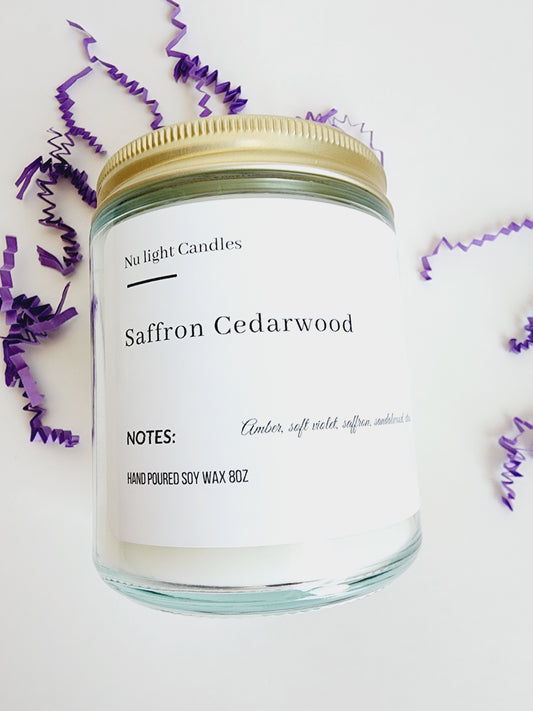 Nu light Candles
Saffron Cedarwood
NOTES:
Amber, soft violet, saffron, sandalwood,
HAND POURED SOY WAX 8OZ